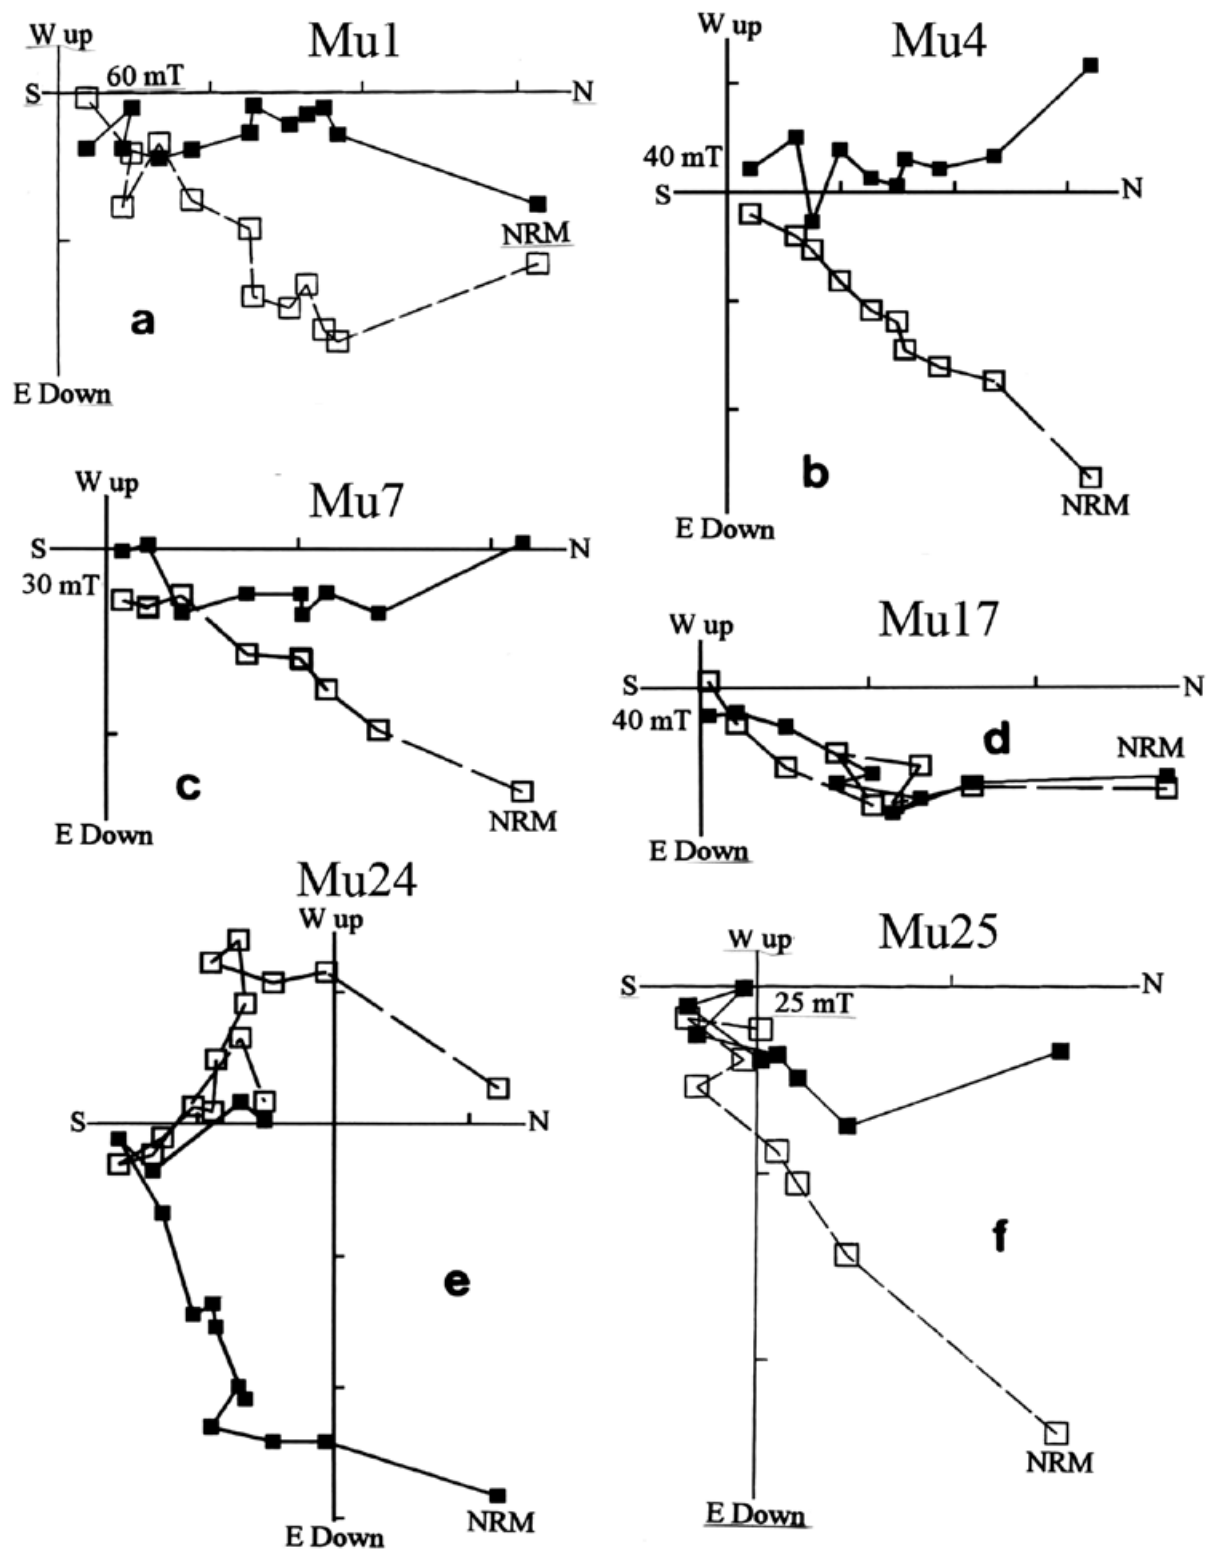 Mu1
W up
60 mT
S
N
NRM
a
E Down
Mu4
W up
40 mT
S
N
b
NRM
E Down
Mu7
W up
S
N
30 mT
c
NRM
E Down
Mu17
W up
S
N
40 mT
d
NRM
E Down
Mu24
W up
S
N
e
NRM
E Down
Mu25
W up
S
N
25 mT
f
NRM
E Down